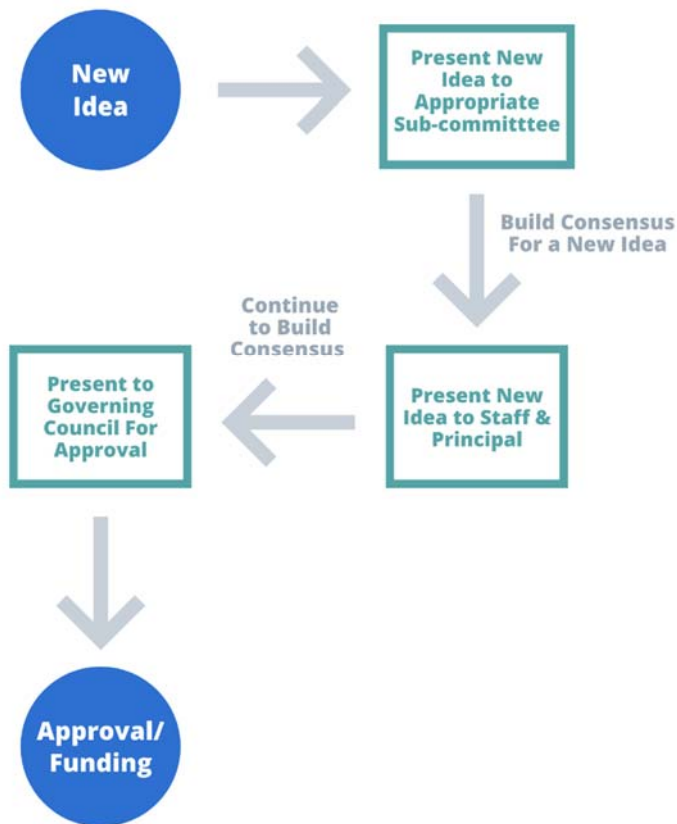 New
Idea
Present New
Idea to
Appropriate
Sub-committtee
Build Consensus
For a New Idea
Continue
to Build
Consensus
Present to
Governing
Council For
Approval
Present New
Idea to Staff &
Principal
Approval/
Funding